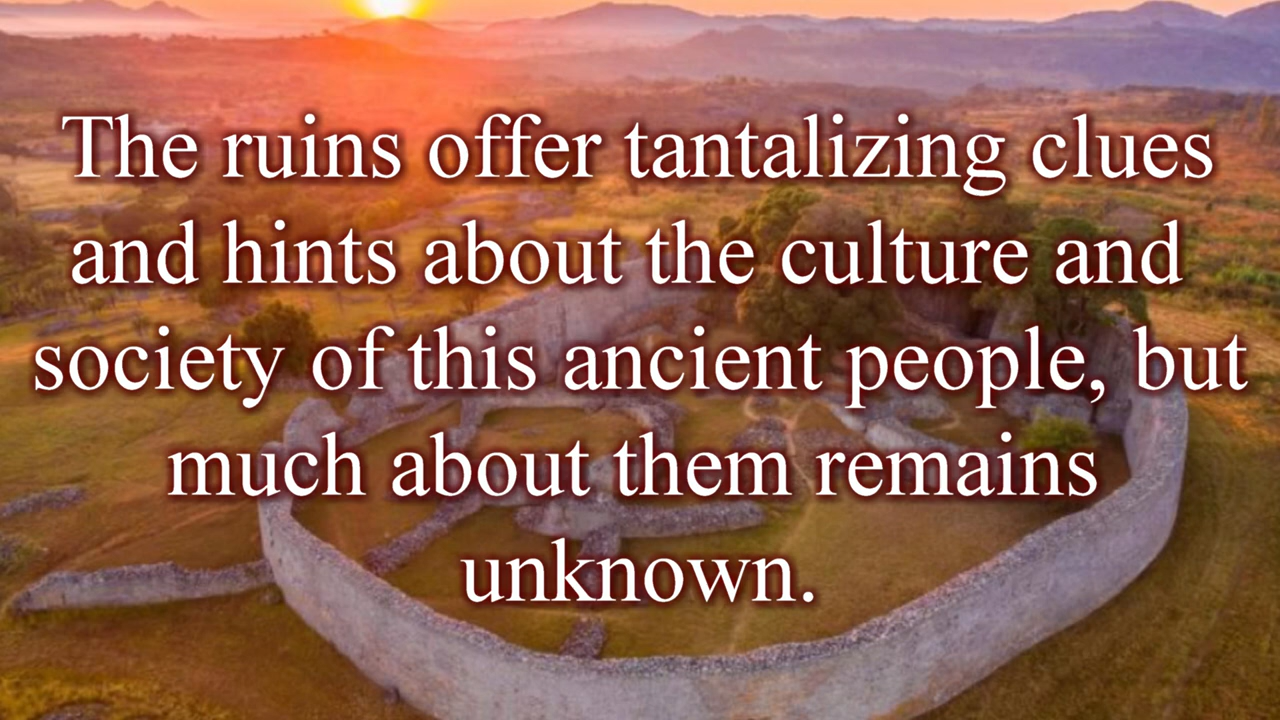 The ruins offer tantalizing clues
and hints about the culture and
society of this ancient people, but
much about them remains
unknown.